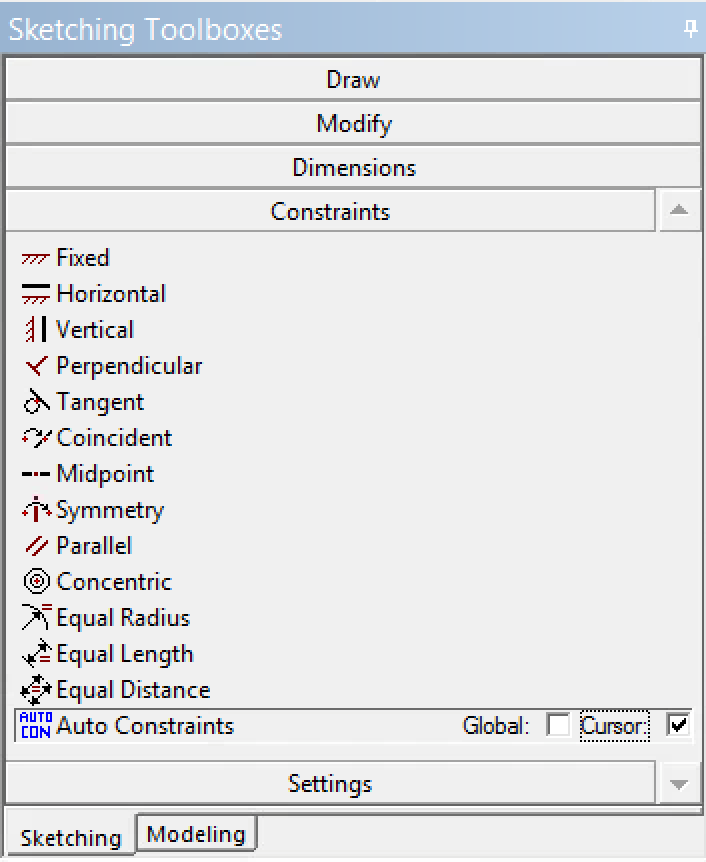 Sketching Toolboxes
Draw
Modify
Dimensions
Constraints
Fixed
Horizontal
Vertical
Perpendicular
Tangent
Coincident
Midpoint
Symmetry
Parallel
Concentric
Equal Radius
Equal Length
Equal Distance
AUTO CON Auto Constraints Global: Cursor:
Settings
Sketching Modeling